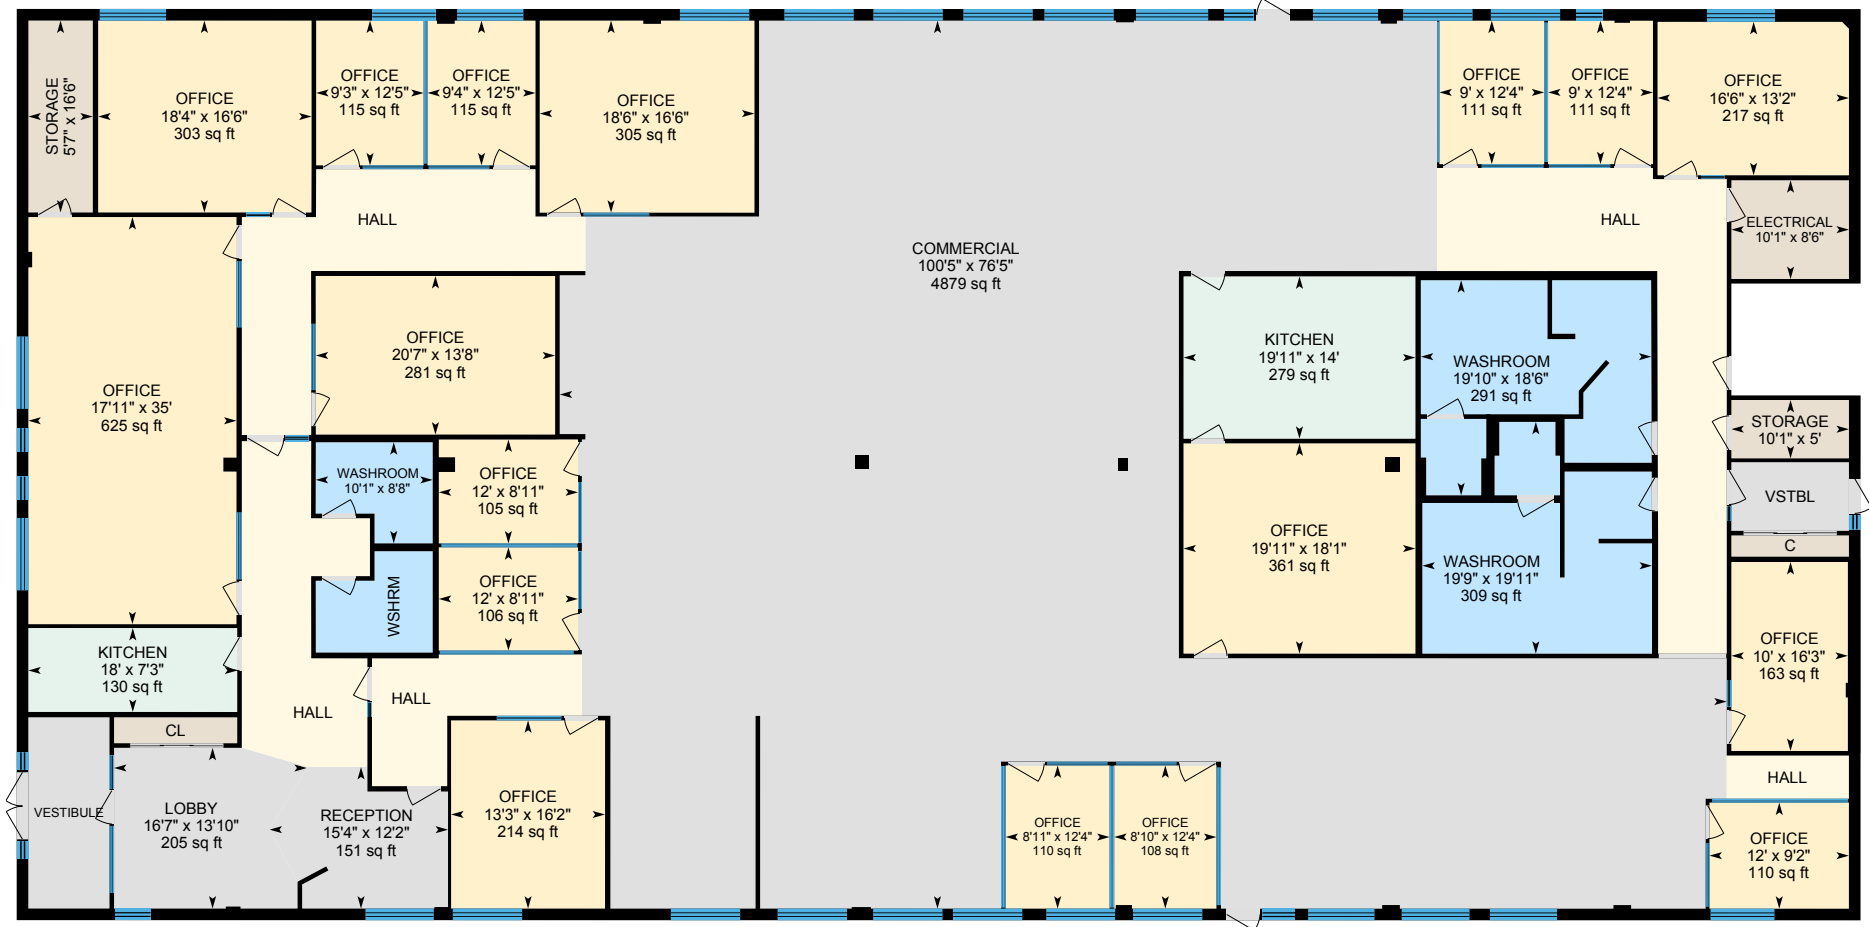 STORAGE
5'7" x 16'6"
OFFICE
18'4" x 16'6"
303 sq ft
OFFICE
9'3" x 12'5"
115 sq ft
OFFICE
9'4" x 12'5"
115 sq ft
OFFICE
18'6" x 16'6"
305 sq ft
OFFICE
9' x 12'4"
111 sq ft
OFFICE
9' x 12'4"
111 sq ft
OFFICE
16'6" x 13'2"
217 sq ft
HALL
HALL
ELECTRICAL
10'1" x 8'6"
COMMERCIAL
100'5" x 76'5"
4879 sq ft
OFFICE
20'7" x 13'8"
281 sq ft
KITCHEN
19'11" x 14'
279 sq ft
WASHROOM
19'10" x 18'6"
291 sq ft
OFFICE
17'11" x 35'
625 sq ft
STORAGE
10'1" x 5'
WASHROOM
10'1" x 8'8"
OFFICE
12' x 8'11"
105 sq ft
VSTBL
OFFICE
19'11" x 18'1"
361 sq ft
C
WASHROOM
19'9" x 19'11"
309 sq ft
OFFICE
12' x 8'11"
106 sq ft
WSHRM
KITCHEN
18' x 7'3"
130 sq ft
OFFICE
10' x 16'3"
163 sq ft
HALL
HALL
CL
HALL
VESTIBULE
LOBBY
16'7" x 13'10"
205 sq ft
RECEPTION
15'4" x 12'2"
151 sq ft
OFFICE
13'3" x 16'2"
214 sq ft
OFFICE
8'11" x 12'4"
110 sq ft
OFFICE
8'10" x 12'4"
108 sq ft
OFFICE
12' x 9'2"
110 sq ft